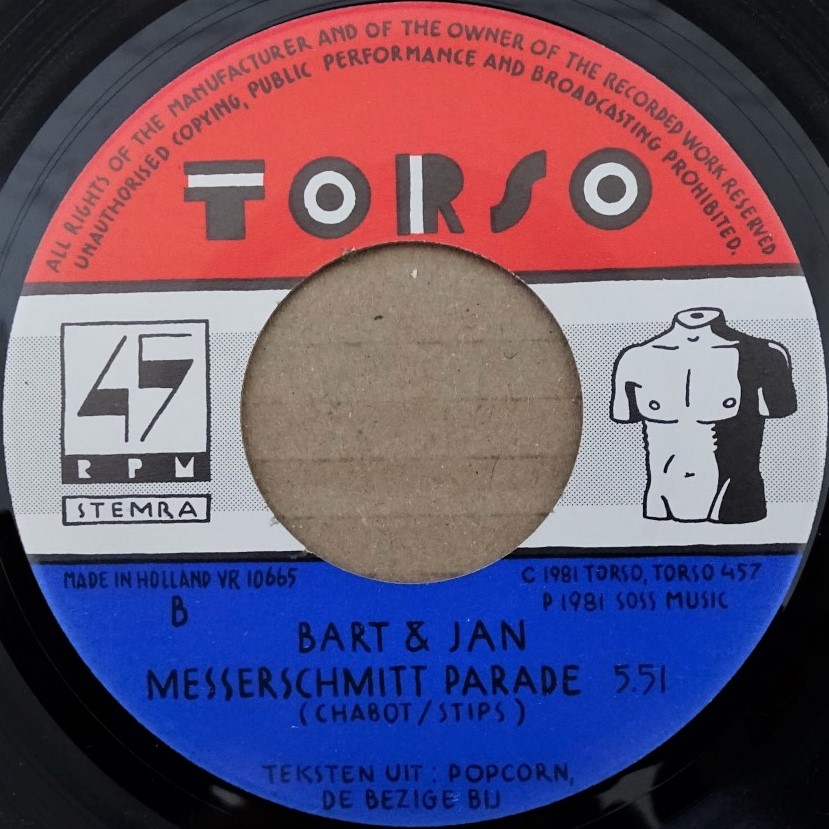 ALL RIGHTS OF THE MANUFACTURER AND OF THE OWNER OF THE RECORDED WORK RESERVED
UNAUTHORISED COPYING, PUBLIC PERFORMANCE AND BROADCASTING PROHIBITED.
TORSO
45
RPM
STEMRA
MADE IN HOLLAND VR 10665
B
C 1981 TORSO, TORSO 457
P 1981 SOSS MUSIC
BART & JAN
MESSERSCHMITT PARADE 5.51
(CHABOT/STIPS)
TEKSTEN UIT: POPCORN,
DE BEZIGE BIJ